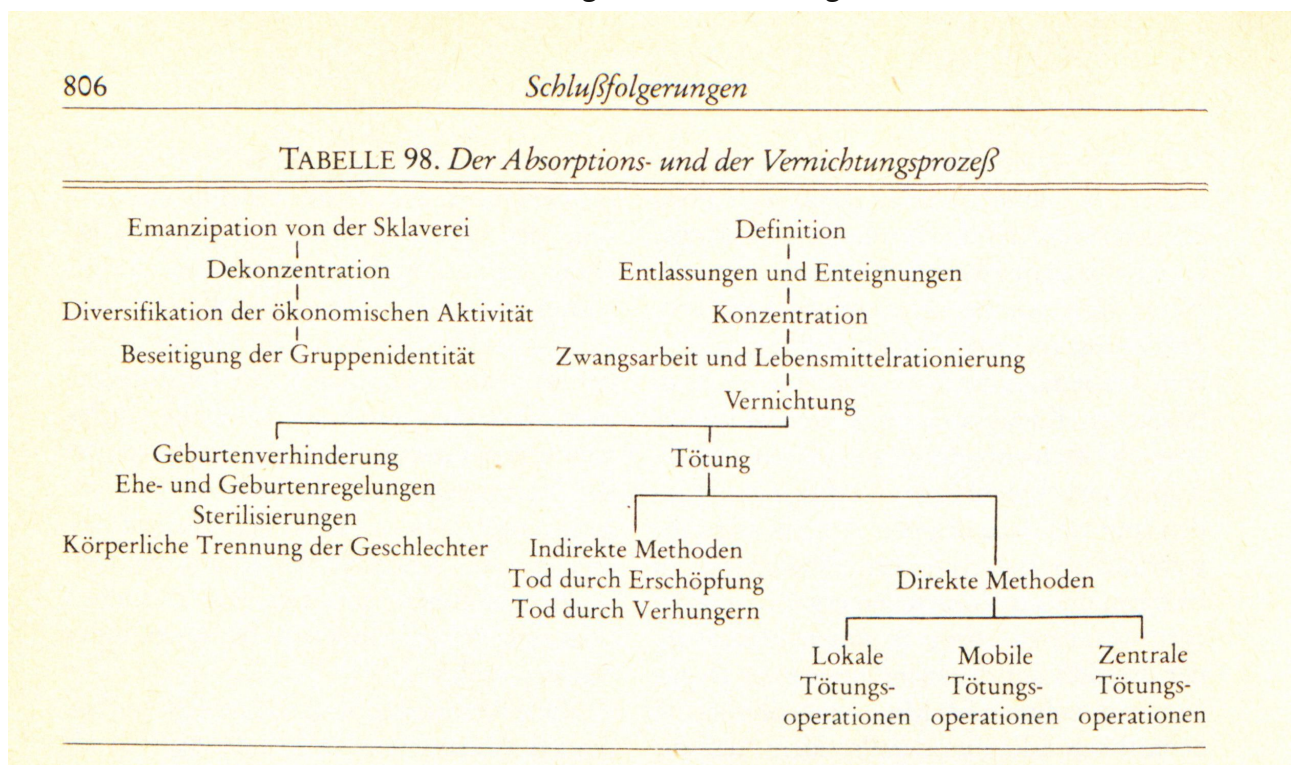 806
Schlußfolgerungen
TABELLE 98. Der Absorptions- und der Vernichtungsprozeß
Emanzipation von der Sklaverei
Dekonzentration
Diversifikation der ökonomischen Aktivität
Beseitigung der Gruppenidentität
Definition
Entlassungen und Enteignungen
Konzentration
Zwangsarbeit und Lebensmittelrationierung
Vernichtung
Geburtenverhinderung
Ehe- und Geburtenregelungen
Sterilisierungen
Körperliche Trennung der Geschlechter
Tötung
Indirekte Methoden
Tod durch Erschöpfung
Tod durch Verhungern
Direkte Methoden
Lokale
Tötungs-
operationen
Mobile
Tötungs-
operationen
Zentrale
Tötungs-
operationen